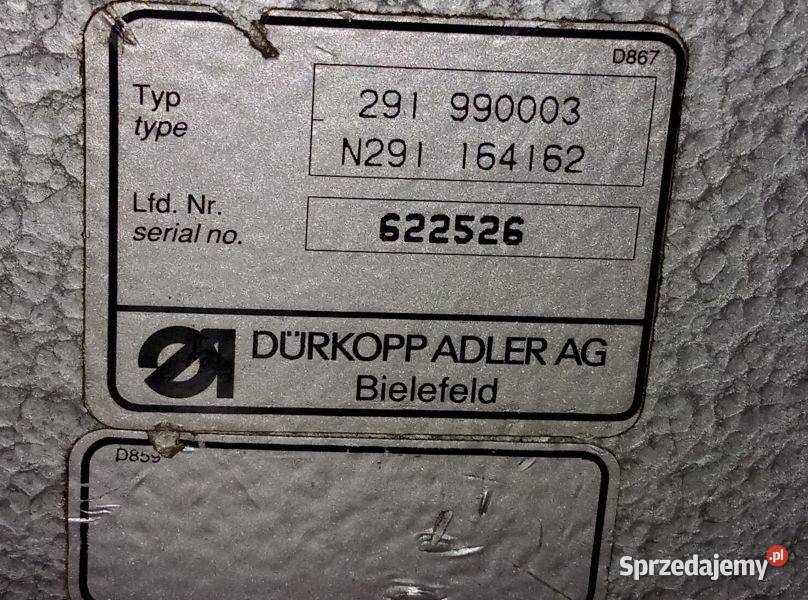 D867
Typ
type
291 990003
N291 164162
Lfd. Nr.
serial no.
622526
DÜRKOPP ADLER AG
Bielefeld
D859
Sprzedajemy.pl